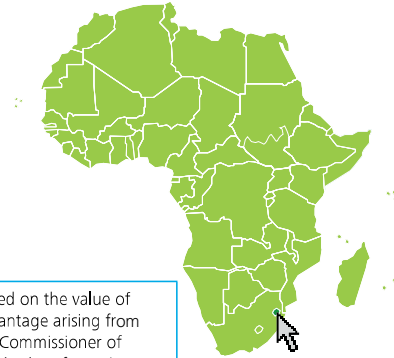 ed on the value of
antage arising from
Commissioner of